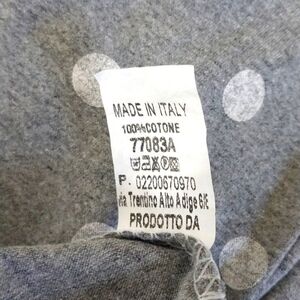 MADE IN ITALY
100%COTONE
77083A
P. 02200670970
Via Trentino Alto Adige 6/E
PRODOTTO DA